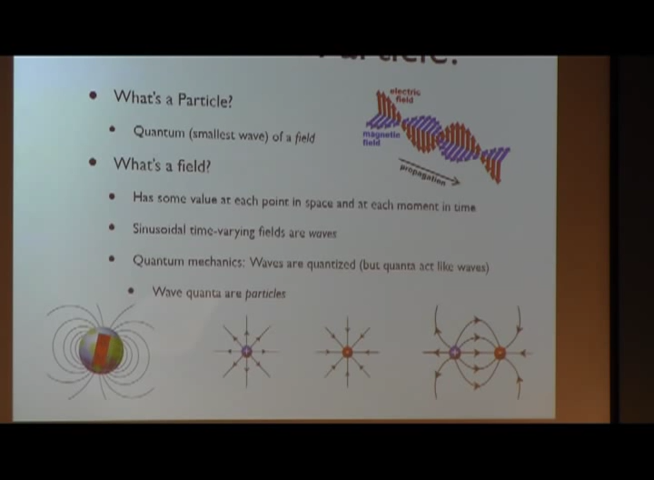 Particle?
What's a Particle?
Quantum (smallest wave) of a field
What's a field?
Has some value at each point in space and at each moment in time
Sinusoidal time-varying fields are waves
Quantum mechanics: Waves are quantized (but quanta act like waves)
Wave quanta are particles
electric
field
magnetic
field
propagation